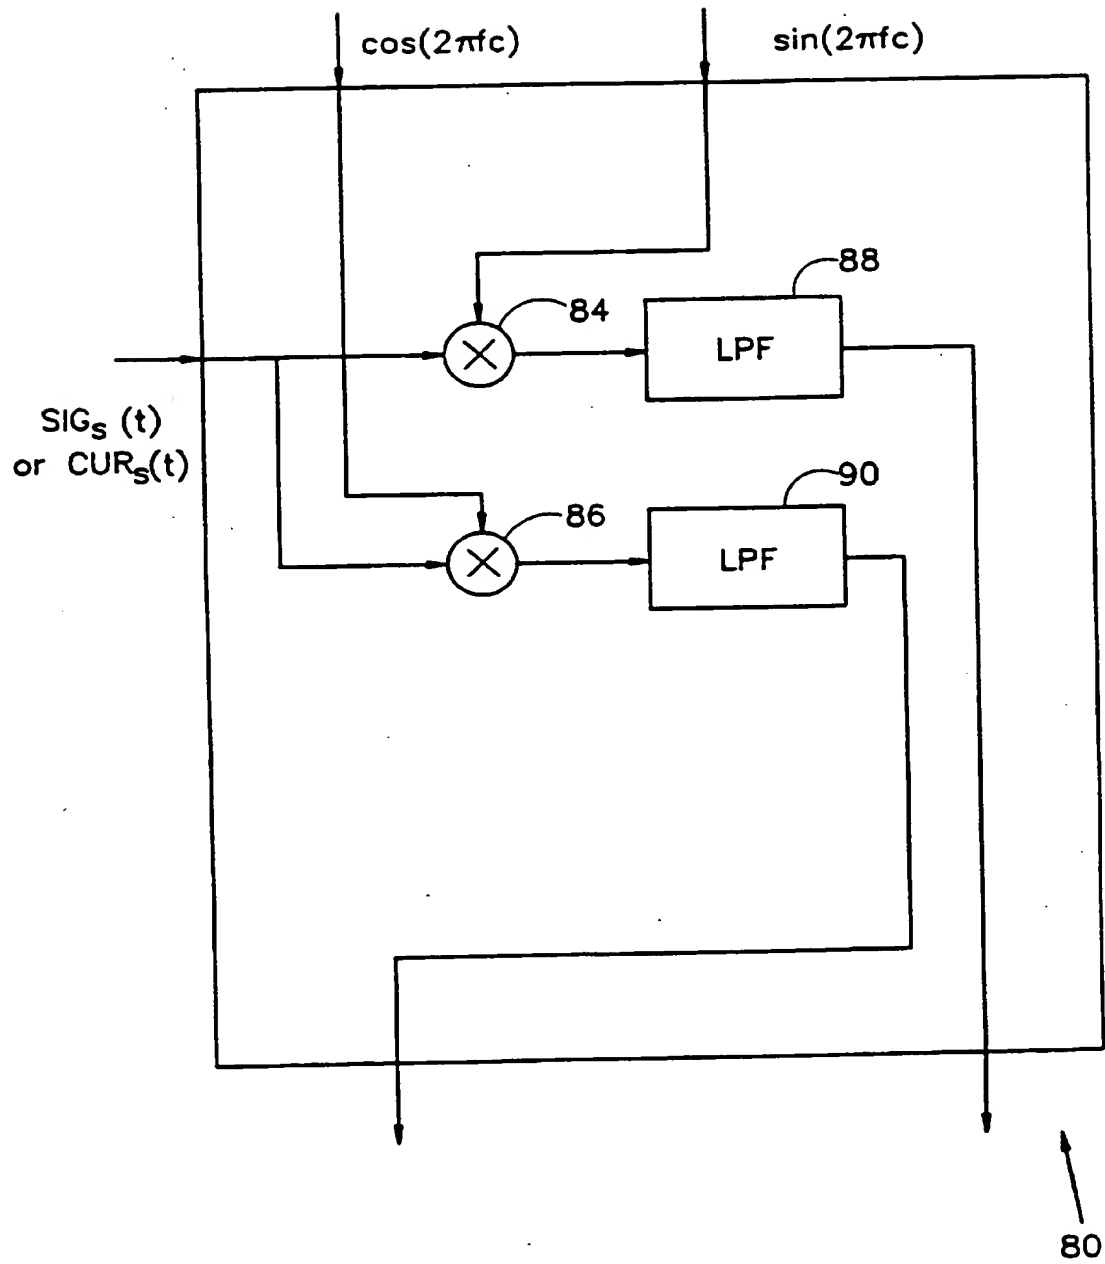 cos(2πfc)
sin(2πfc)
88
84
LPF
SIGs (t)
or CURs(t)
90
86
LPF
80